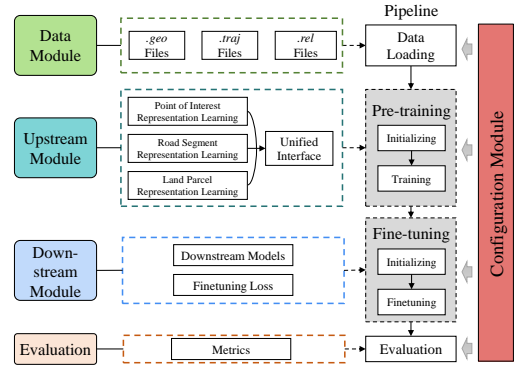 Pipeline
Data
Module
.geo
Files
.traj
Files
.rel
Files
Data
Loading
Upstream
Module
Point of Interest
Representation Learning
Road Segment
Representation Learning
Land Parcel
Representation Learning
Unified
Interface
Pre-training
Initializing
Training
Down-
stream
Module
Downstream Models
Finetuning Loss
Fine-tuning
Initializing
Finetuning
Evaluation
Metrics
Evaluation
Configuration Module